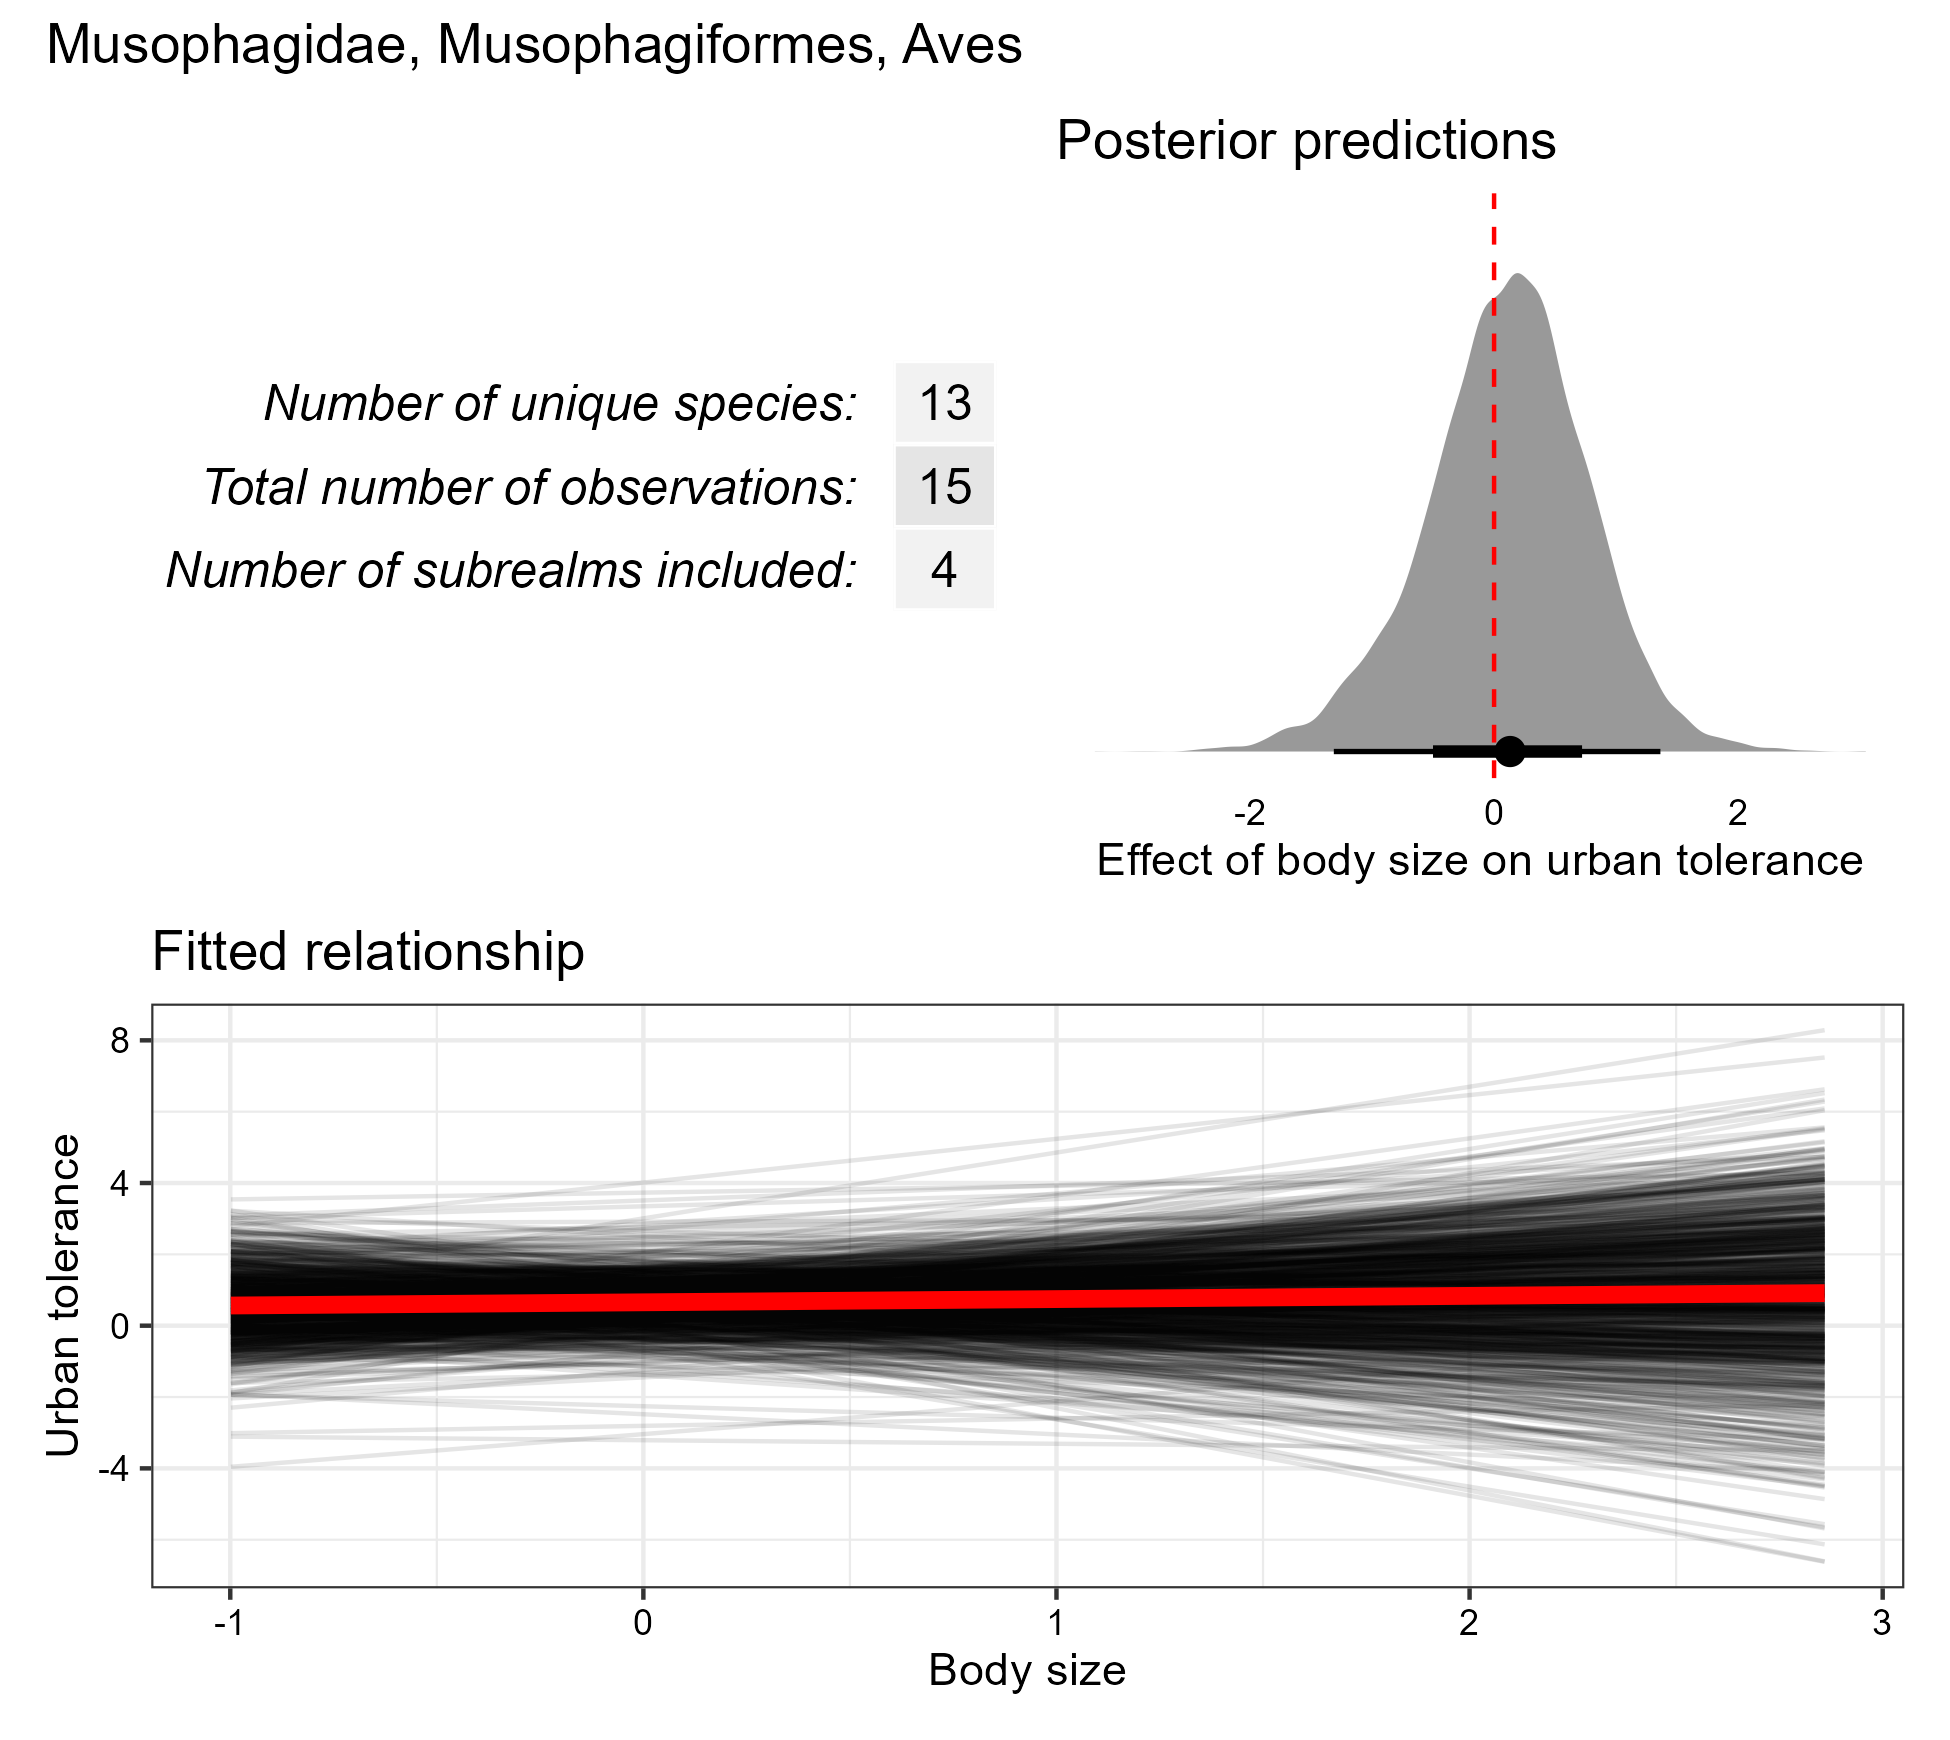 Musophagidae, Musophagiformes, Aves
Posterior predictions
Number of unique species: 13
Total number of observations: 15
Number of subrealms included: 4
-2 0 2
Effect of body size on urban tolerance
Fitted relationship
8
4
0
-4
Urban tolerance
-1 0 1 2 3
Body size